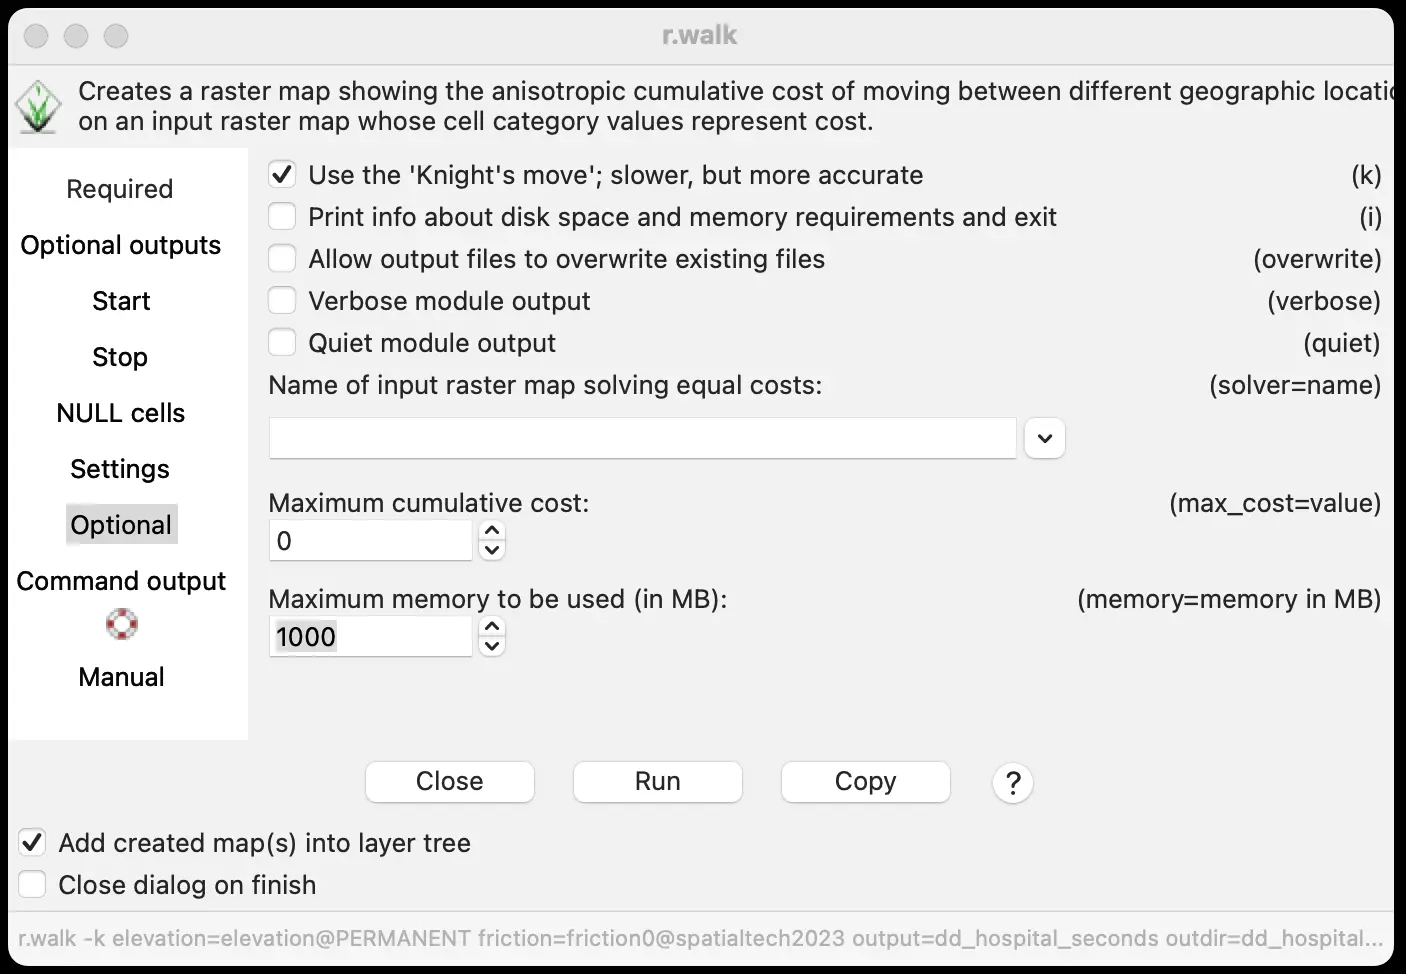 r.walk
Creates a raster map showing the anisotropic cumulative cost of moving between different geographic locatio
on an input raster map whose cell category values represent cost.
Required
Optional outputs
Start
Stop
NULL cells
Settings
Optional
Command output
Manual
Use the 'Knight's move'; slower, but more accurate (k)
Print info about disk space and memory requirements and exit (i)
Allow output files to overwrite existing files (overwrite)
Verbose module output (verbose)
Quiet module output (quiet)
Name of input raster map solving equal costs: (solver=name)
Maximum cumulative cost: (max_cost=value)
0
Maximum memory to be used (in MB): (memory=memory in MB)
1000
Close Run Copy ?
Add created map(s) into layer tree
Close dialog on finish
r.walk -k elevation=elevation@PERMANENT friction=friction0@spatialtech2023 output=dd_hospital_seconds outdir=dd_hospital...